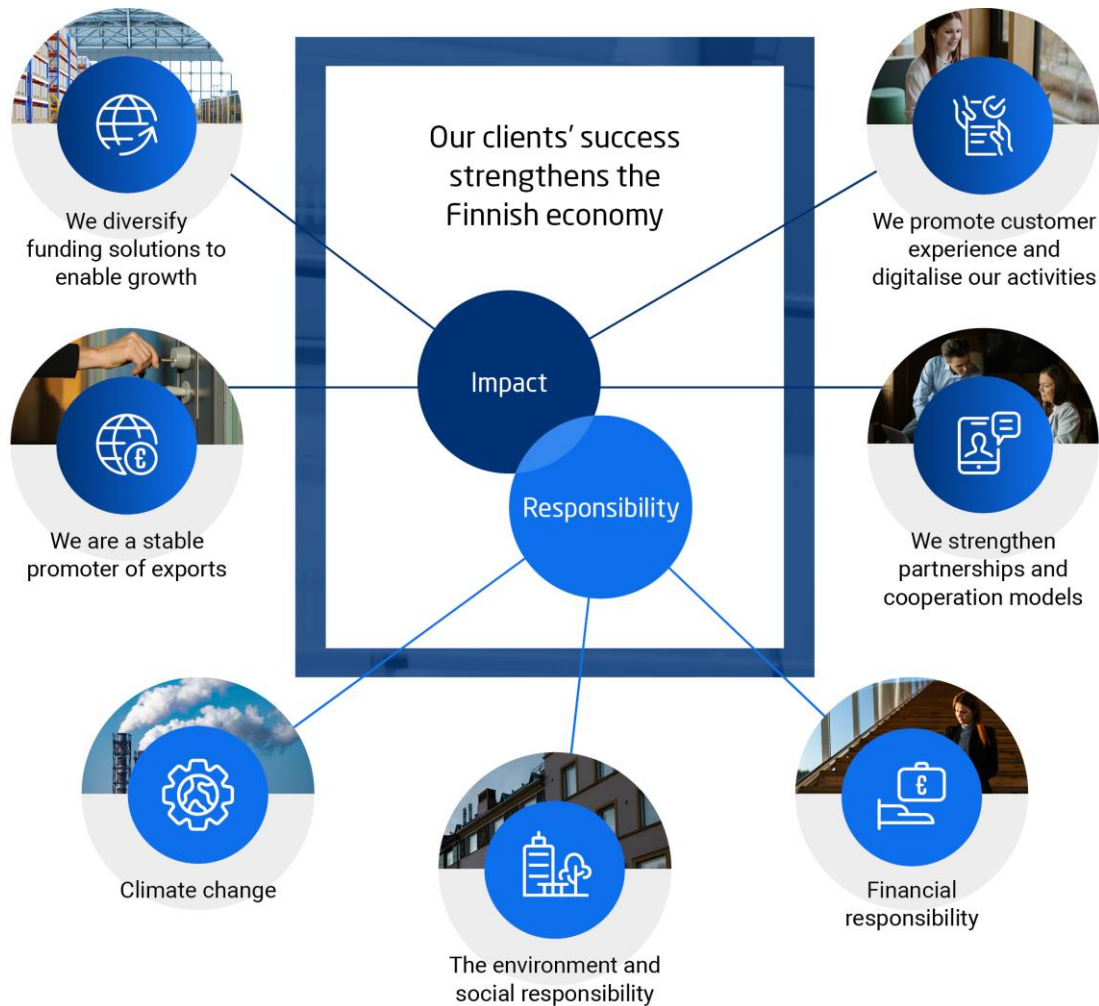 Our clients' success
strengthens the
Finnish economy
We diversify
funding solutions to
enable growth
We promote customer
experience and
digitalise our activities
Impact
We are a stable
promoter of exports
We strengthen
partnerships and
cooperation models
Responsibility
Climate change
The environment and
social responsibility
Financial
responsibility